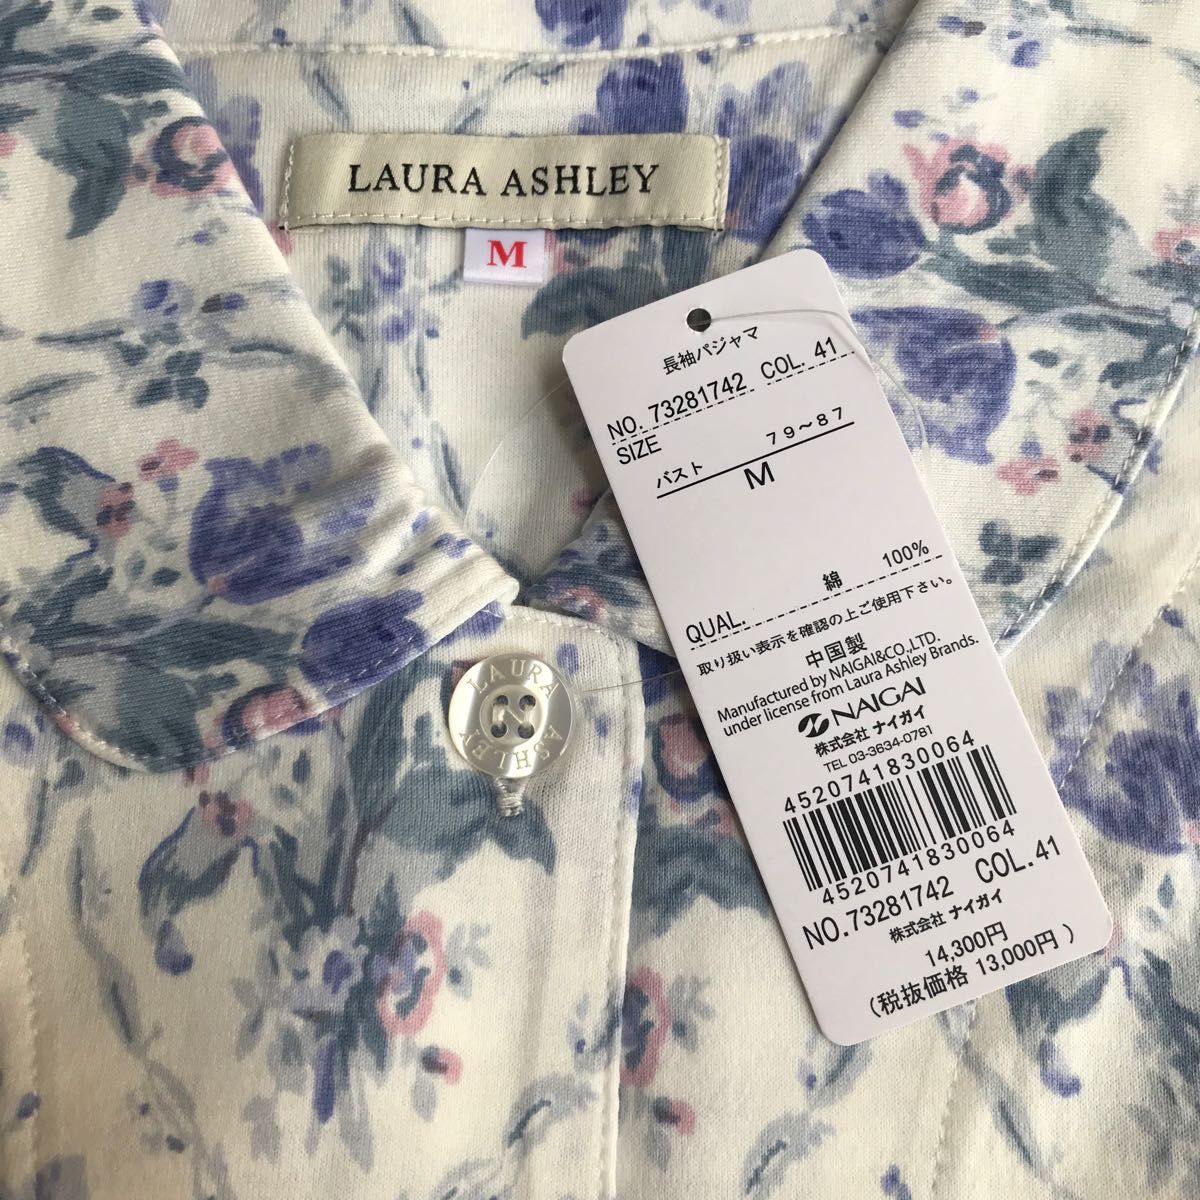 LAURA ASHLEY
M
長袖パジャマ
NO. 73281742 COL. 41
SIZE
バスト 79～87
M
QUAL. 綿 100%
取り扱い表示を確認の上ご使用下さい。
中国製
Manufactured by NAIGAI&CO.,LTD.
under license from Laura Ashley Brands.
NAIGAI
株式会社 ナイガイ
TEL 03-3634-0781
4520741830064
4520741830064
NO.73281742 COL.41
株式会社 ナイガイ
14,300円
(税抜価格 13,000円)
LAURA ASHLEY